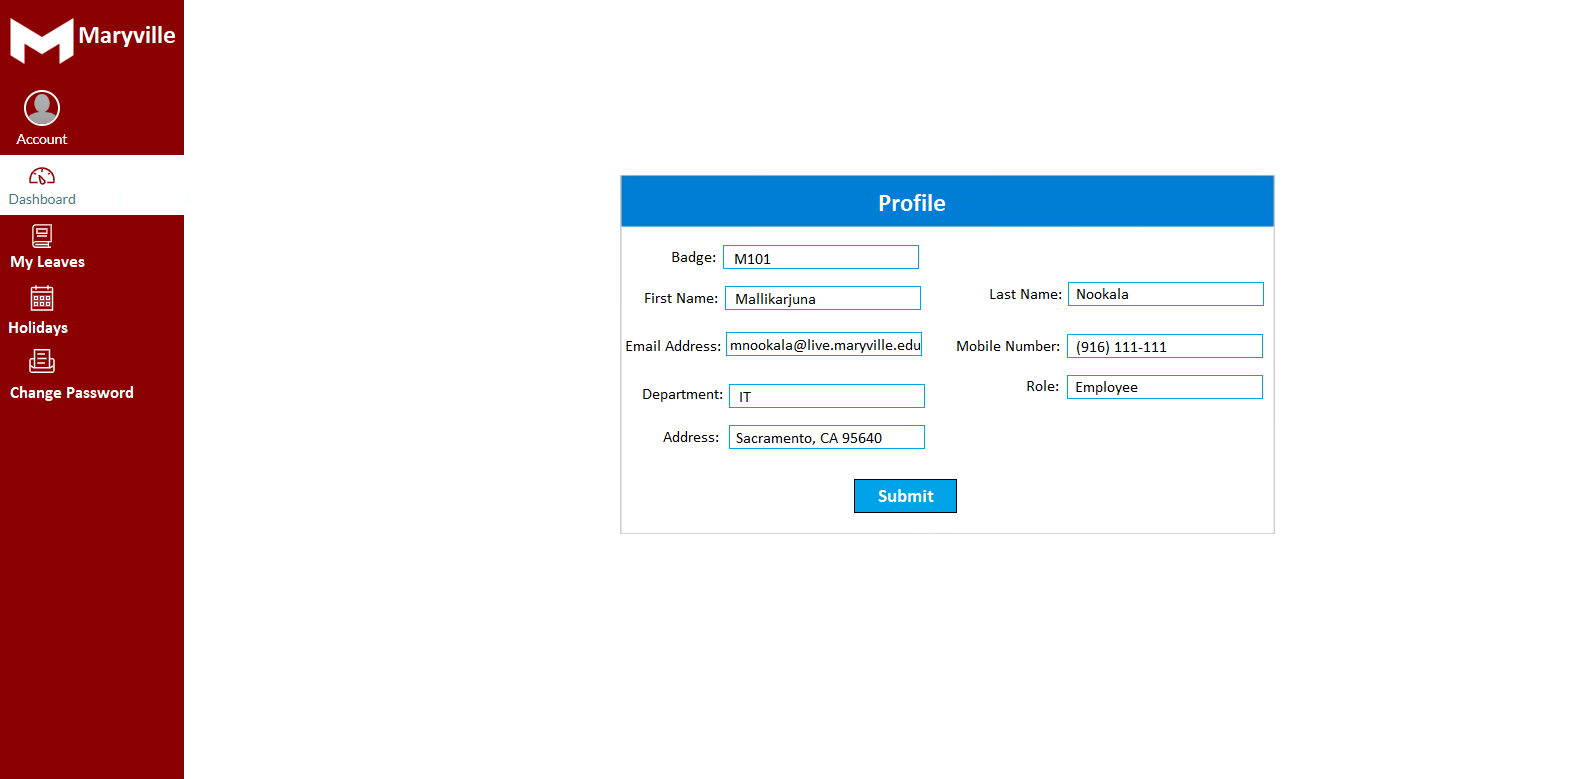 Maryville
Account
Dashboard
My Leaves
Holidays
Change Password
Profile
Badge: M101
First Name: Mallikarjuna
Last Name: Nookala
Email Address: mnookala@live.maryville.edu
Mobile Number: (916) 111-111
Department: IT
Role: Employee
Address: Sacramento, CA 95640
Submit